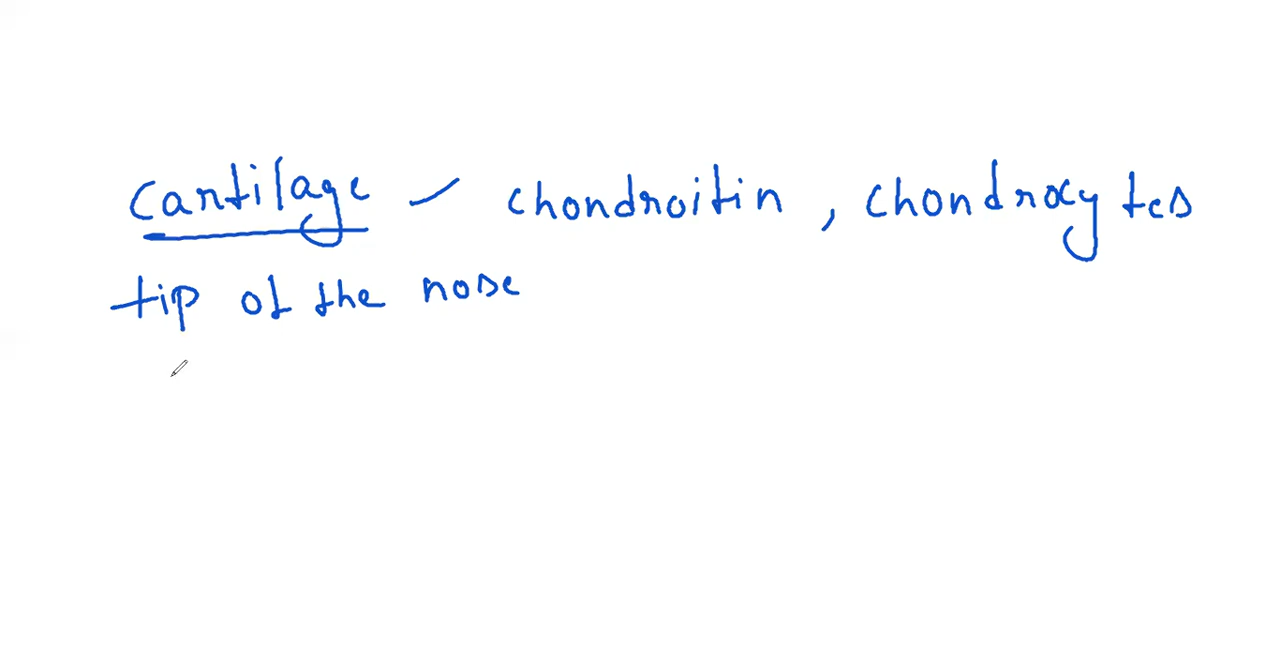 Cartilage - chondroitin, chondrocytes
tip of the nose